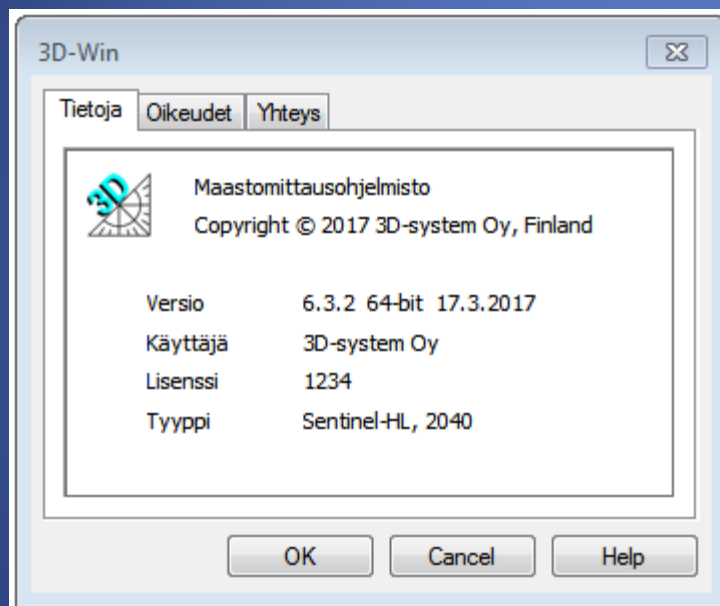 3D-Win
Tietoja Oikeudet Yhteys
3D
Maastomittausohjelmisto
Copyright © 2017 3D-system Oy, Finland
Versio 6.3.2 64-bit 17.3.2017
Käyttäjä 3D-system Oy
Lisenssi 1234
Tyyppi Sentinel-HL, 2040
OK Cancel Help